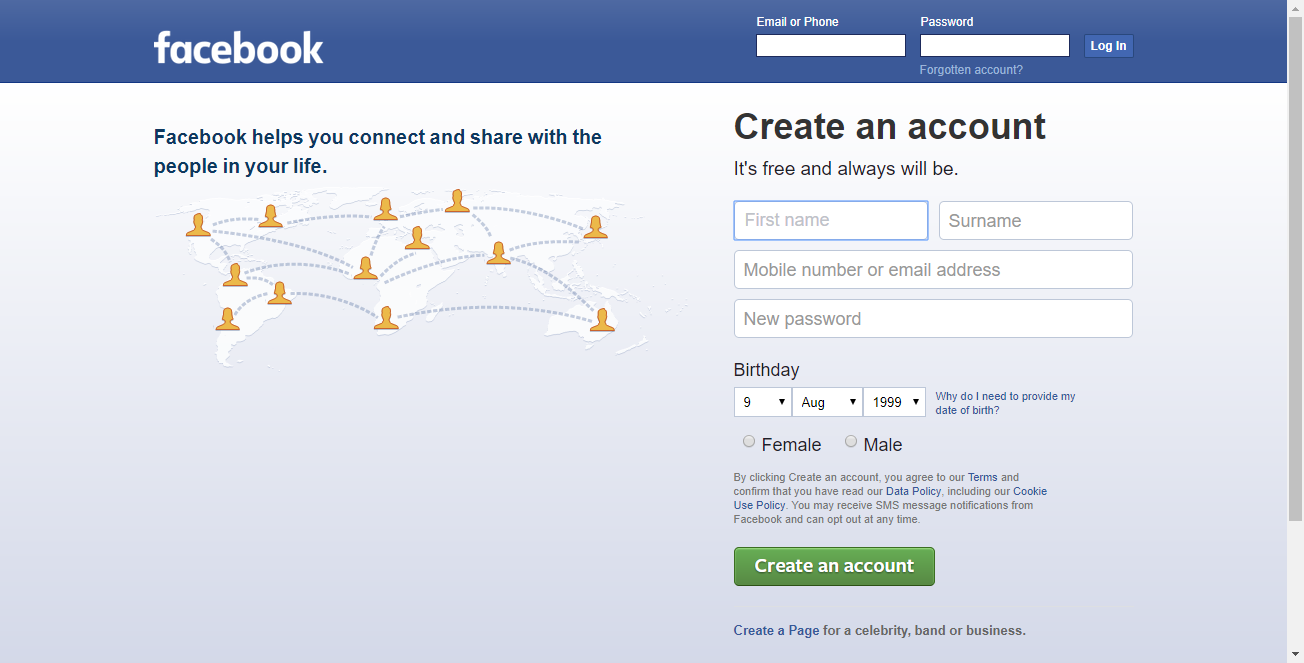 facebook
Email or Phone
Password
Log In
Forgotten account?
Facebook helps you connect and share with the
people in your life.
Create an account
It's free and always will be.
First name
Surname
Mobile number or email address
New password
Birthday
9
Aug
1999
Why do I need to provide my
date of birth?
Female
Male
By clicking Create an account, you agree to our Terms and
confirm that you have read our Data Policy, including our Cookie
Use Policy. You may receive SMS message notifications from
Facebook and can opt out at any time.
Create an account
Create a Page for a celebrity, band or business.